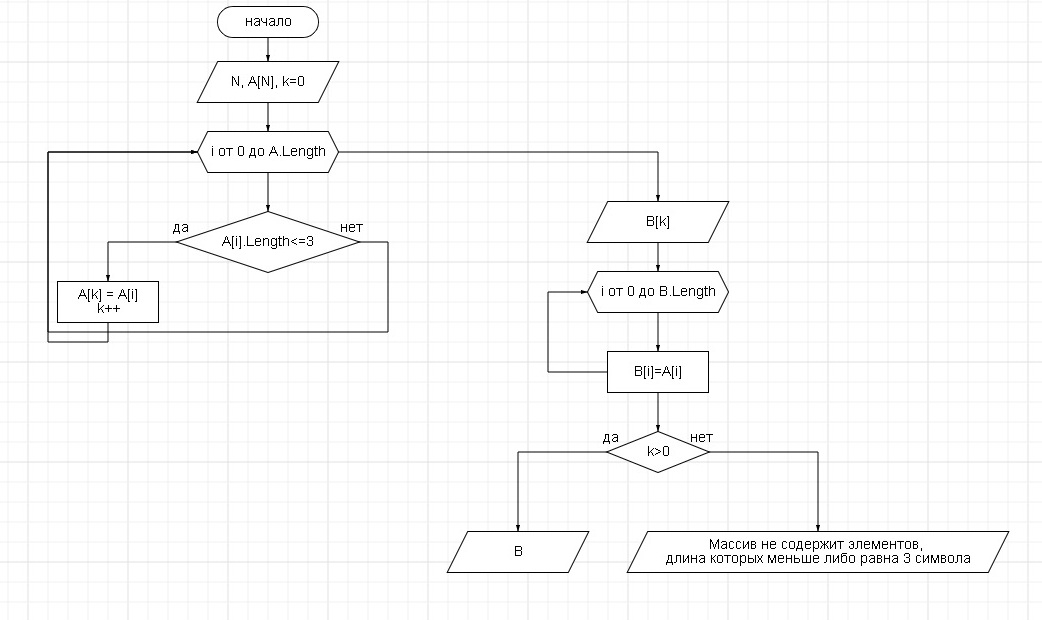 начало
N, A[N], k=0
i от 0 до A.Length
да
нет
A[i].Length<=3
A[k] = A[i]
k++
B[k]
i от 0 до B.Length
B[i]=A[i]
да
нет
k>0
B
Массив не содержит элементов,
длина которых меньше либо равна 3 символа